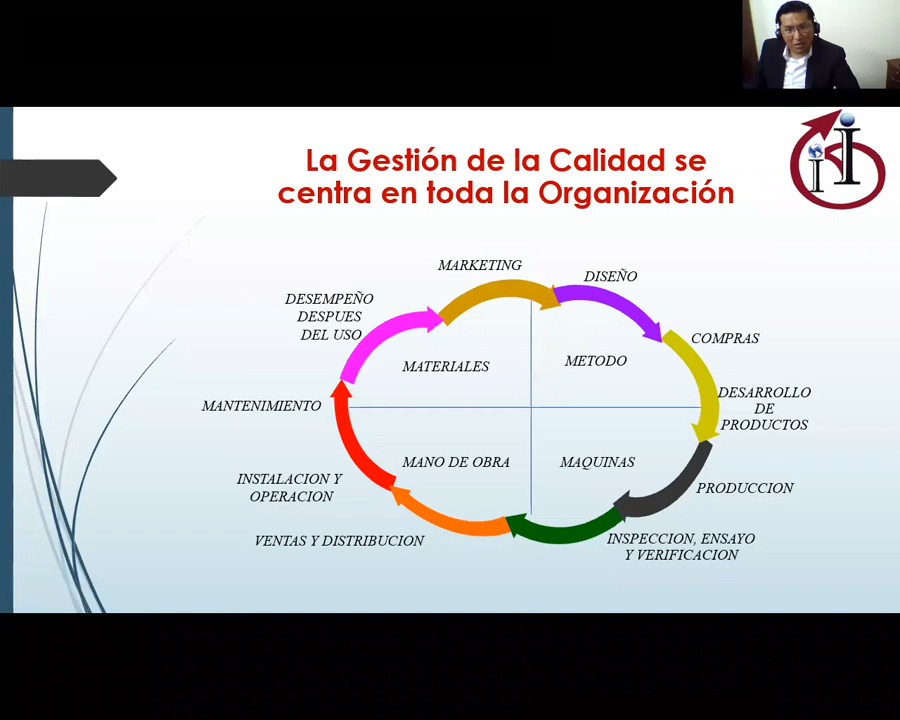 La Gestión de la Calidad se
centra en toda la Organización
MARKETING
DISEÑO
COMPRAS
DESARROLLO
DE
PRODUCTOS
PRODUCCION
INSPECCION, ENSAYO
Y VERIFICACION
VENTAS Y DISTRIBUCION
INSTALACION Y
OPERACION
MANTENIMIENTO
DESEMPEÑO
DESPUES
DEL USO
MATERIALES
METODO
MANO DE OBRA
MAQUINAS